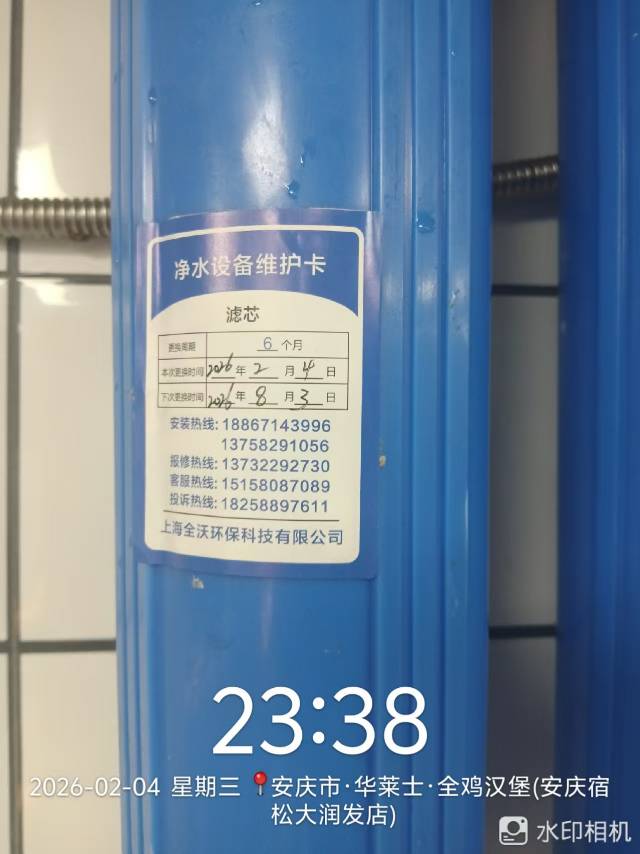 净水设备维护卡
滤芯
更换周期 6 个月
本次更换时间 2026 年 2 月 4 日
下次更换时间 2026 年 8 月 3 日
安装热线: 18867143996
13758291056
报修热线: 13732292730
客服热线: 15158087089
投诉热线: 18258897611
上海全沃环保科技有限公司
23:38
2026-02-04 星期三 安庆市·华莱士·全鸡汉堡(安庆宿
松大润发店)
水印相机